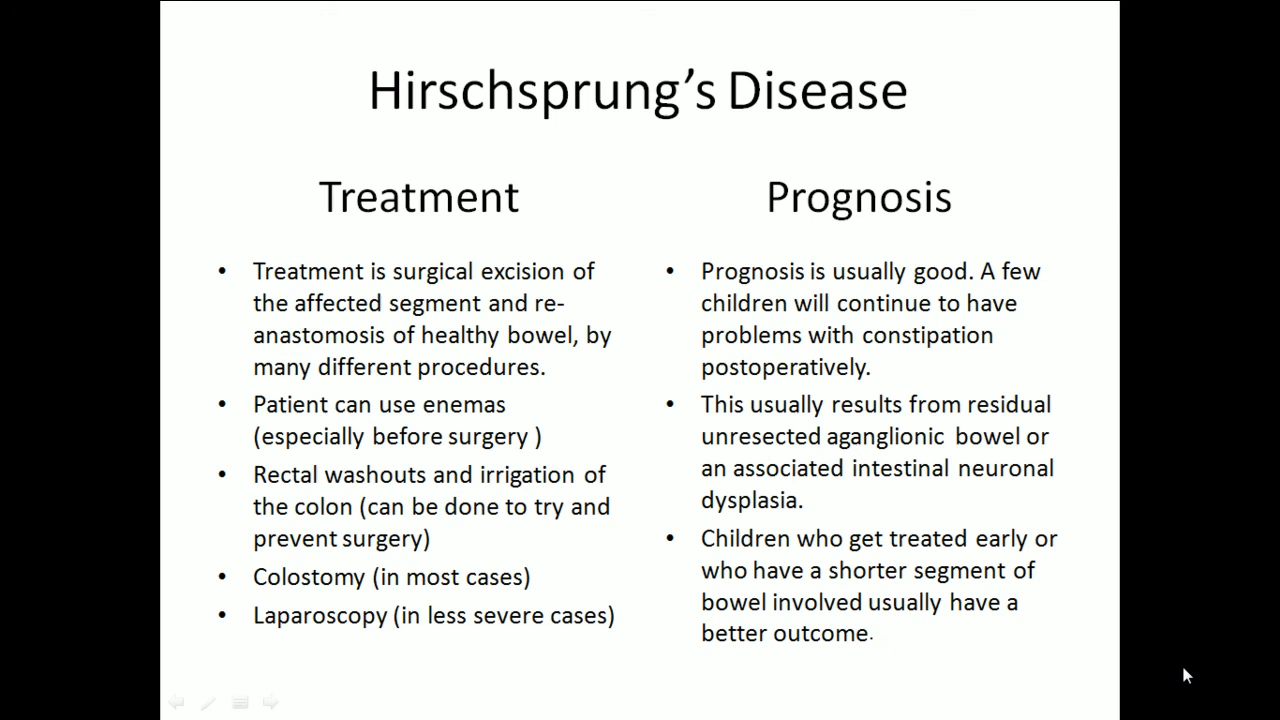 Hirschsprung’s Disease
Treatment
• Treatment is surgical excision of
the affected segment and re-
anastomosis of healthy bowel, by
many different procedures.
• Patient can use enemas
(especially before surgery )
• Rectal washouts and irrigation of
the colon (can be done to try and
prevent surgery)
• Colostomy (in most cases)
• Laparoscopy (in less severe cases)
Prognosis
• Prognosis is usually good. A few
children will continue to have
problems with constipation
postoperatively.
• This usually results from residual
unresected aganglionic bowel or
an associated intestinal neuronal
dysplasia.
• Children who get treated early or
who have a shorter segment of
bowel involved usually have a
better outcome.